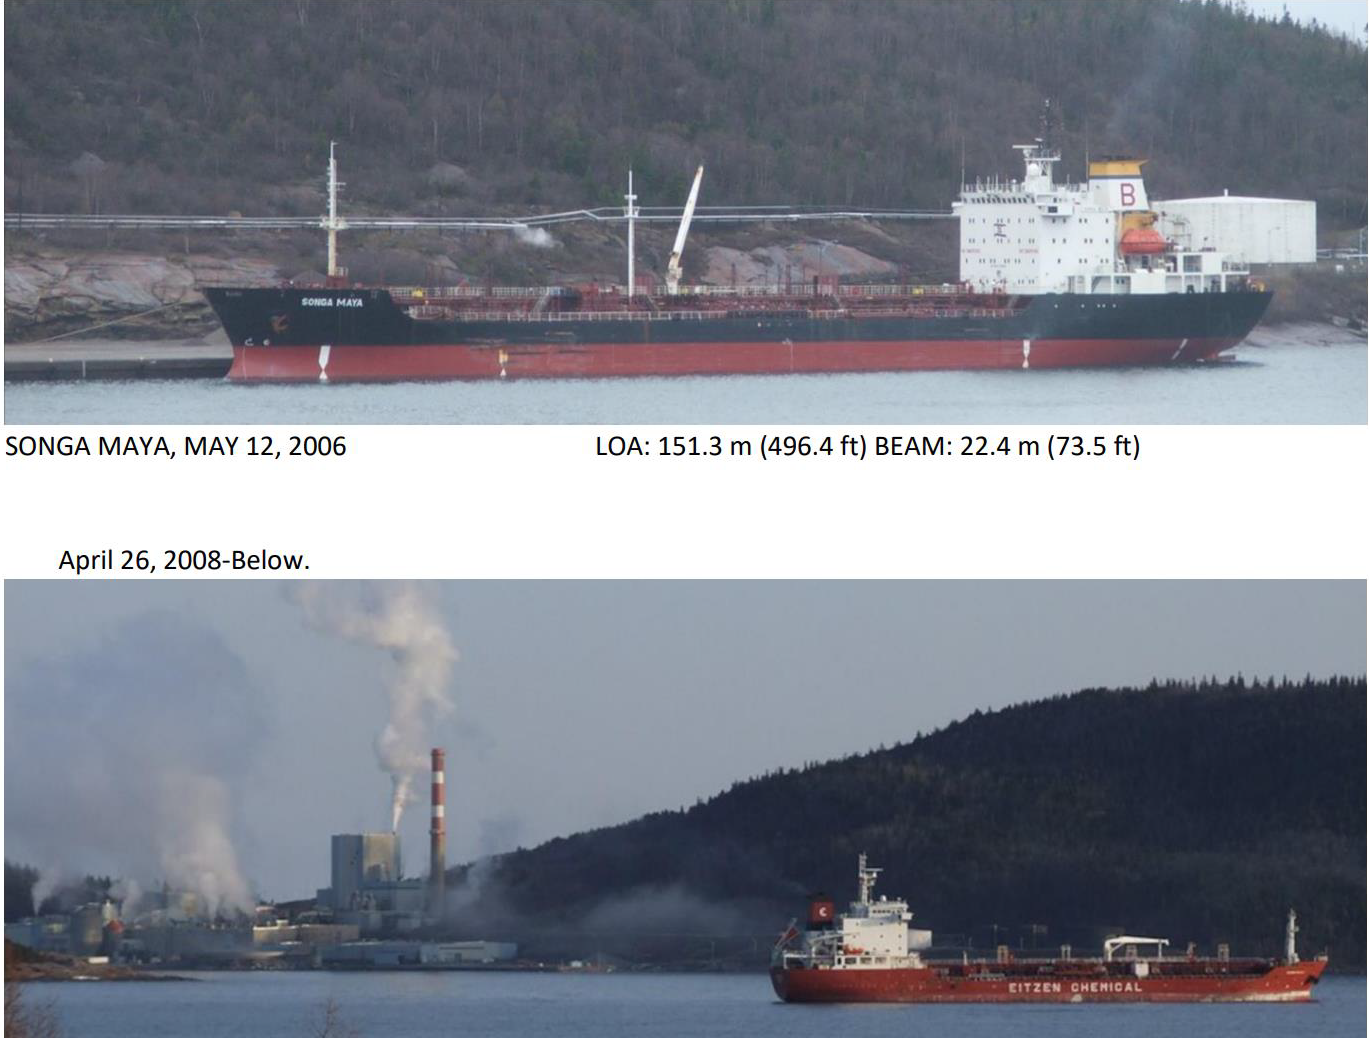 B
SONGA MAYA
SONGA MAYA, MAY 12, 2006 LOA: 151.3 m (496.4 ft) BEAM: 22.4 m (73.5 ft)
April 26, 2008-Below.
C
EITZEN CHEMICAL